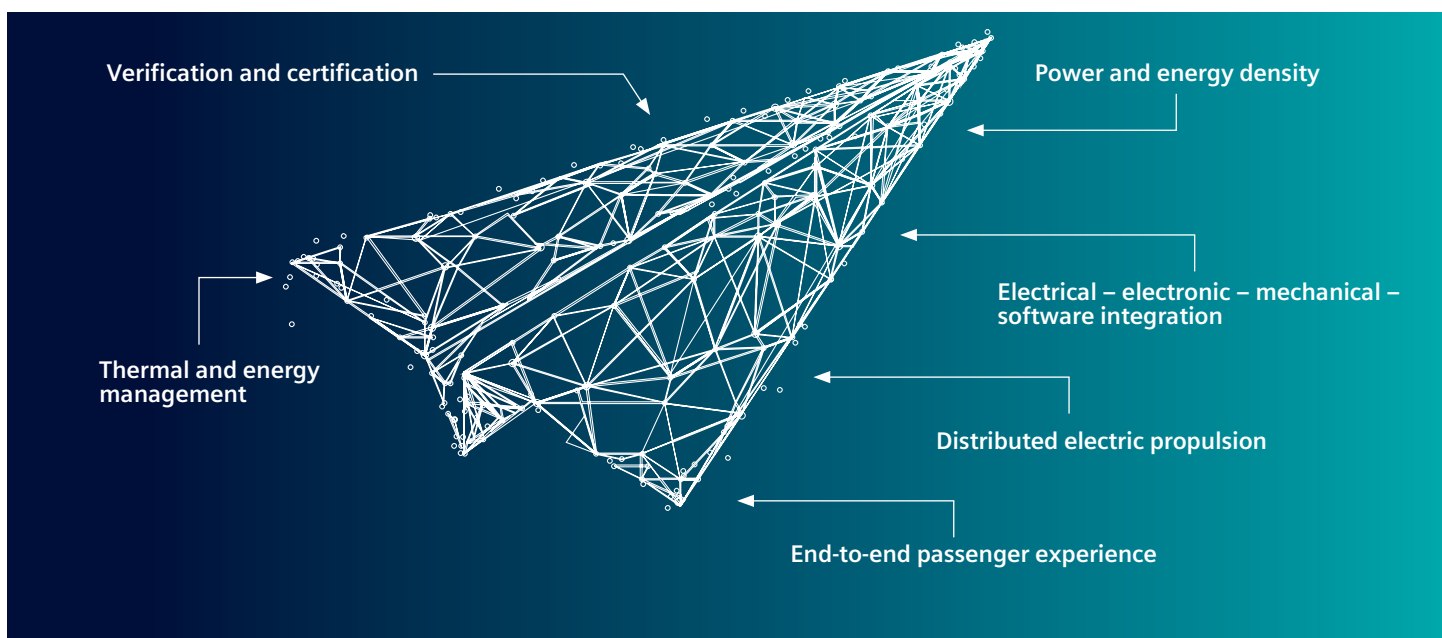 Verification and certification
Power and energy density
Electrical – electronic – mechanical –
software integration
Thermal and energy
management
Distributed electric propulsion
End-to-end passenger experience